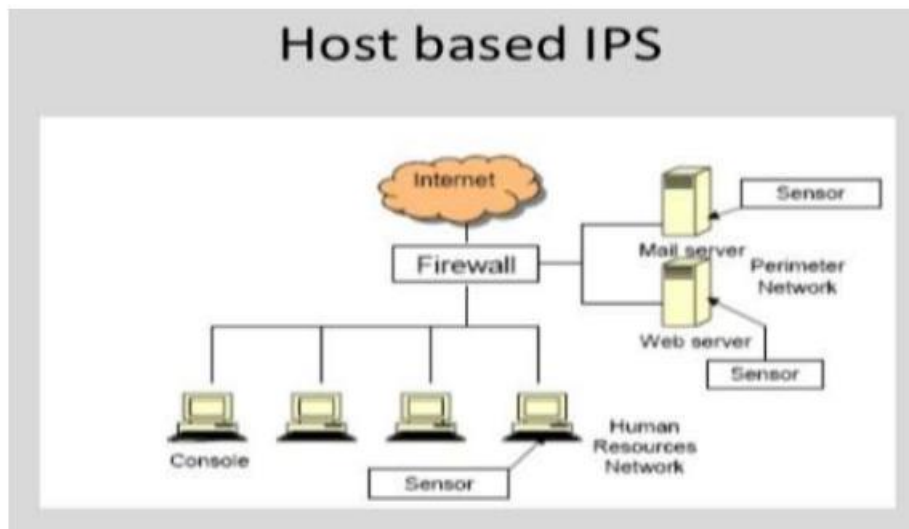 Host based IPS
Internet
Sensor
Firewall
Mail server
Perimeter
Network
Web server
Sensor
Human
Resources
Network
Console
Sensor